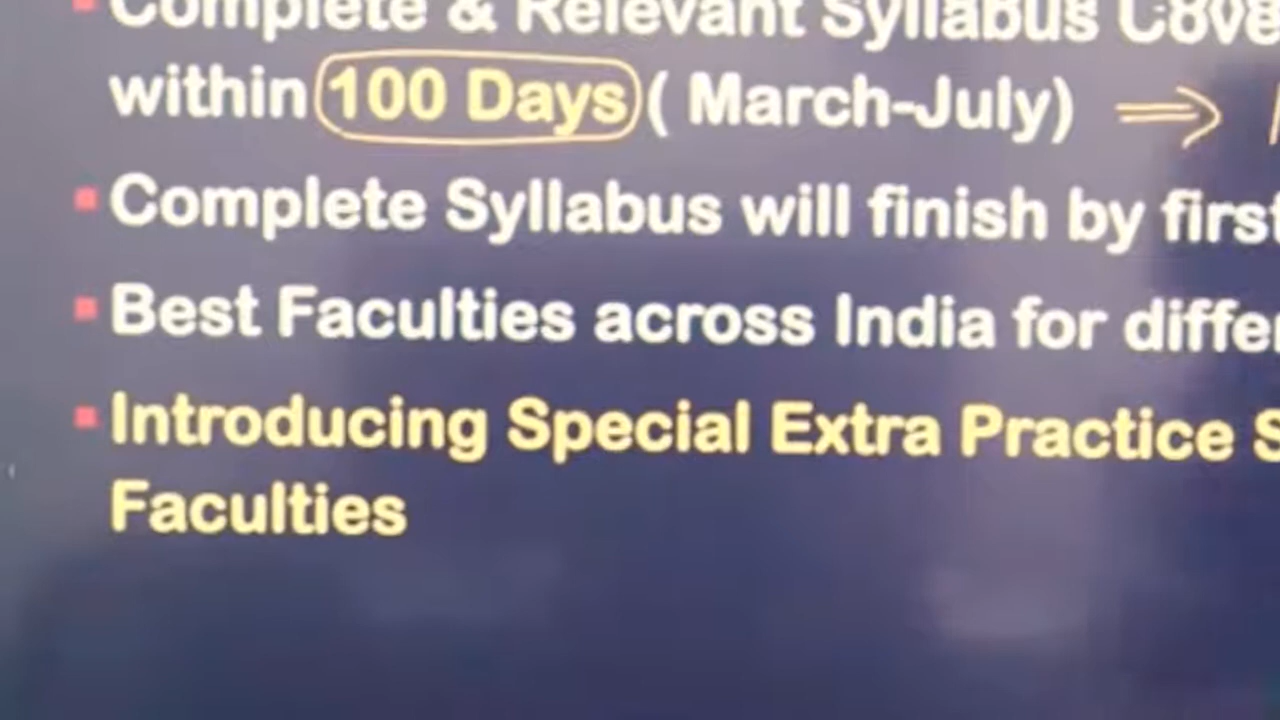 Complete & Relevant Syllabus
within 100 Days ( March-July)
Complete Syllabus will finish by first
Best Faculties across India for
Introducing Special Extra Practice
Faculties